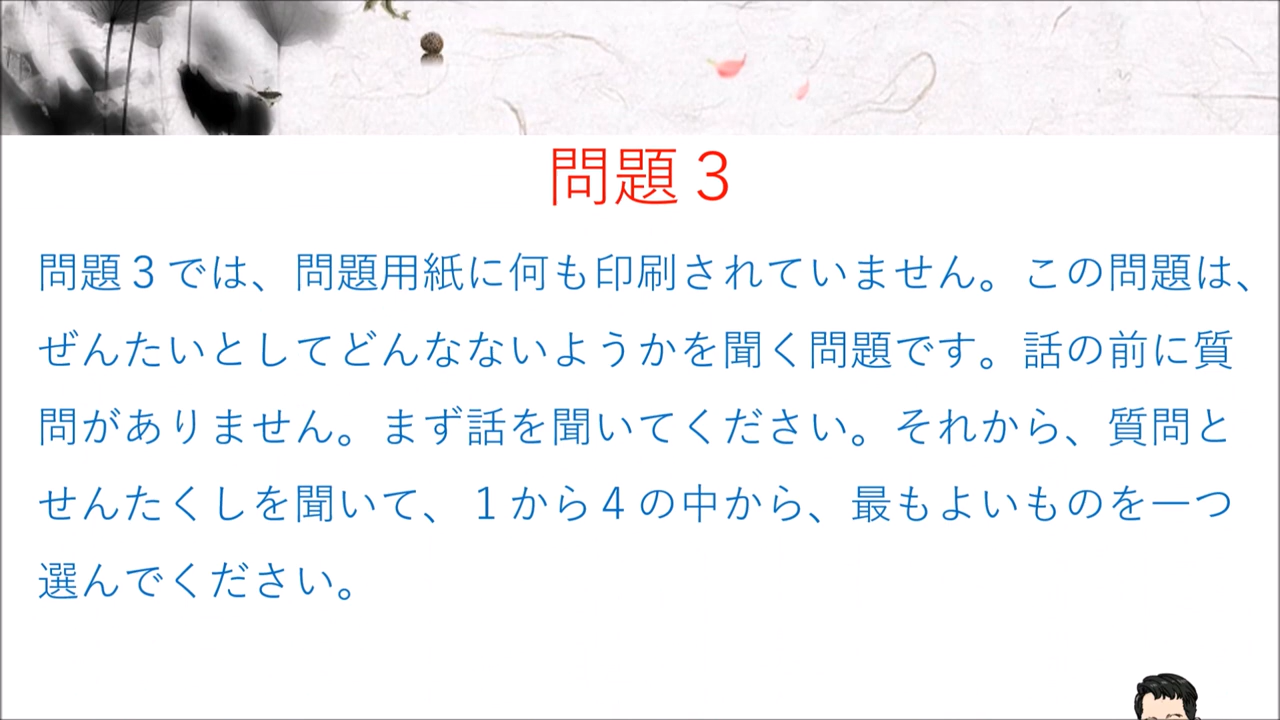 問題３
問題３では、問題用紙に何も印刷されていません。この問題は、
ぜんたいとしてどんなないようかを聞く問題です。話の前に質
問がありません。まず話を聞いてください。それから、質問と
せんたくしを聞いて、１から４の中から、最もよいものを一つ
選んでください。